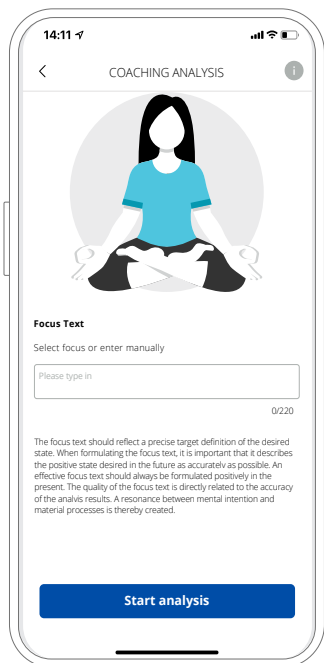 14:11
COACHING ANALYSIS
i
Focus Text
Select focus or enter manually
Please type in
0/220
The focus text should reflect a precise target definition of the desired
state. When formulating the focus text, it is important that it describes
the positive state desired in the future as accurately as possible. An
effective focus text should always be formulated positively in the
present. The quality of the focus text is directly related to the accuracy
of the analvis results. A resonance between mental intention and
material processes is thereby created.
Start analysis